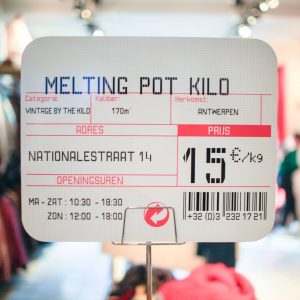 MELTING POT KILO
Categorie: Kaliber: Herkomst:
VINTAGE BY THE KILO 170m² ANTWERPEN
ADRES PRIJS
NATIONALESTRAAT 14 15 €/kg
OPENINGSUREN
MA - ZAT : 10:30 - 18:30
ZON : 12:00 - 18:00
+32 (0)3 232 17 21